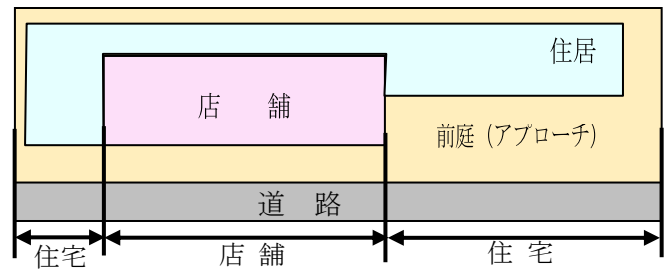 住居
店　舗
前庭（アプローチ）
道　路
住宅
店 舗
住 宅